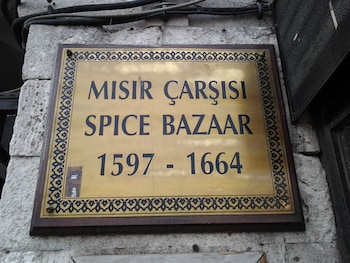 MISIR ÇARŞISI
SPICE BAZAAR
1597 - 1664